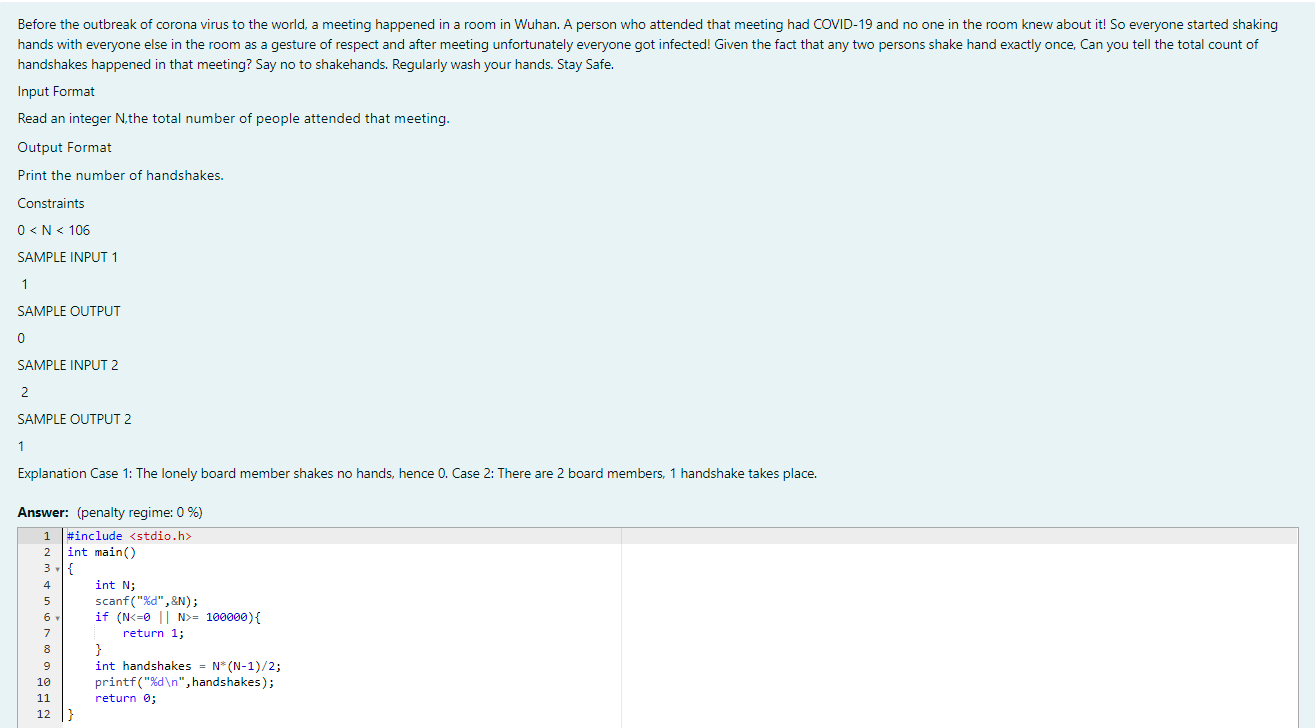 Before the outbreak of corona virus to the world, a meeting happened in a room in Wuhan. A person who attended that meeting had COVID-19 and no one in the room knew about it! So everyone started shaking
hands with everyone else in the room as a gesture of respect and after meeting unfortunately everyone got infected! Given the fact that any two persons shake hand exactly once, Can you tell the total count of
handshakes happened in that meeting? Say no to shakehands. Regularly wash your hands. Stay Safe.
Input Format
Read an integer N,the total number of people attended that meeting.
Output Format
Print the number of handshakes.
Constraints
0 < N < 106
SAMPLE INPUT 1
1
SAMPLE OUTPUT
0
SAMPLE INPUT 2
2
SAMPLE OUTPUT 2
1
Explanation Case 1: The lonely board member shakes no hands, hence 0. Case 2: There are 2 board members, 1 handshake takes place.
Answer: (penalty regime: 0 %)
1 #include <stdio.h>
2 int main()
3 {
4     int N;
5     scanf("%d",&N);
6     if (N<=0 || N>= 100000){
7         return 1;
8     }
9     int handshakes = N*(N-1)/2;
10     printf("%d\n",handshakes);
11     return 0;
12 }